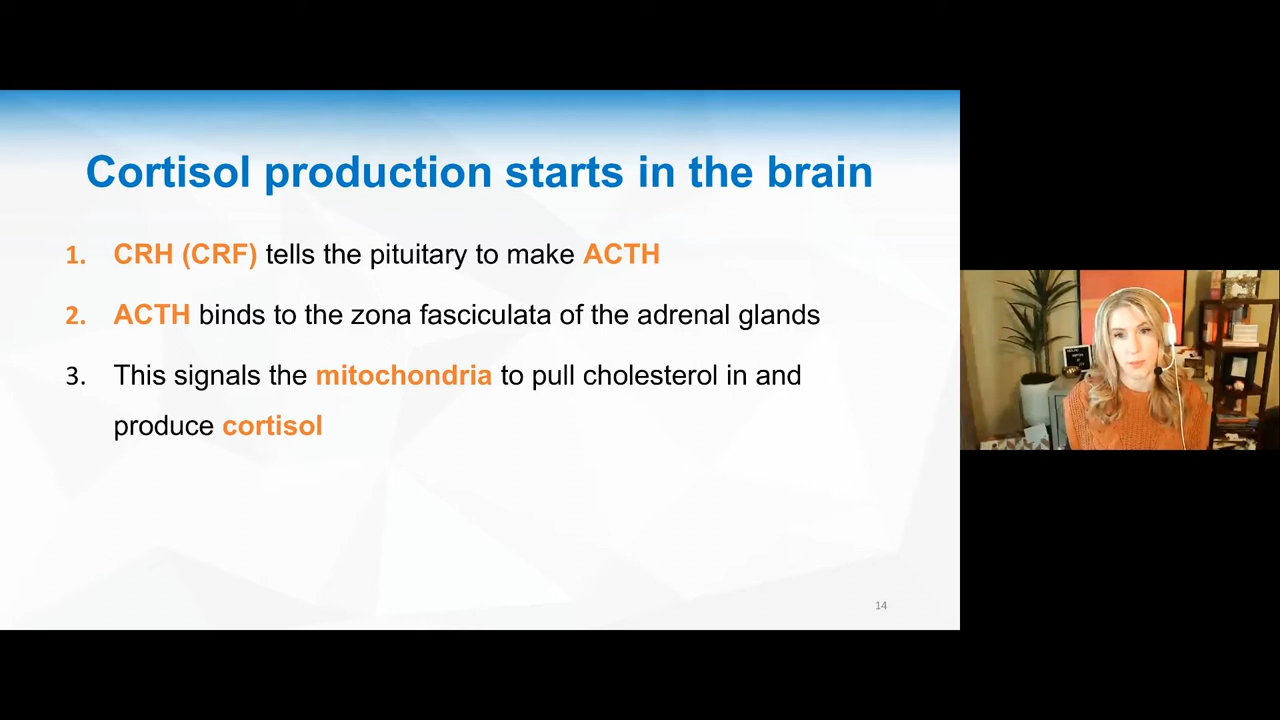 Cortisol production starts in the brain
1. CRH (CRF) tells the pituitary to make ACTH
2. ACTH binds to the zona fasciculata of the adrenal glands
3. This signals the mitochondria to pull cholesterol in and
produce cortisol
14